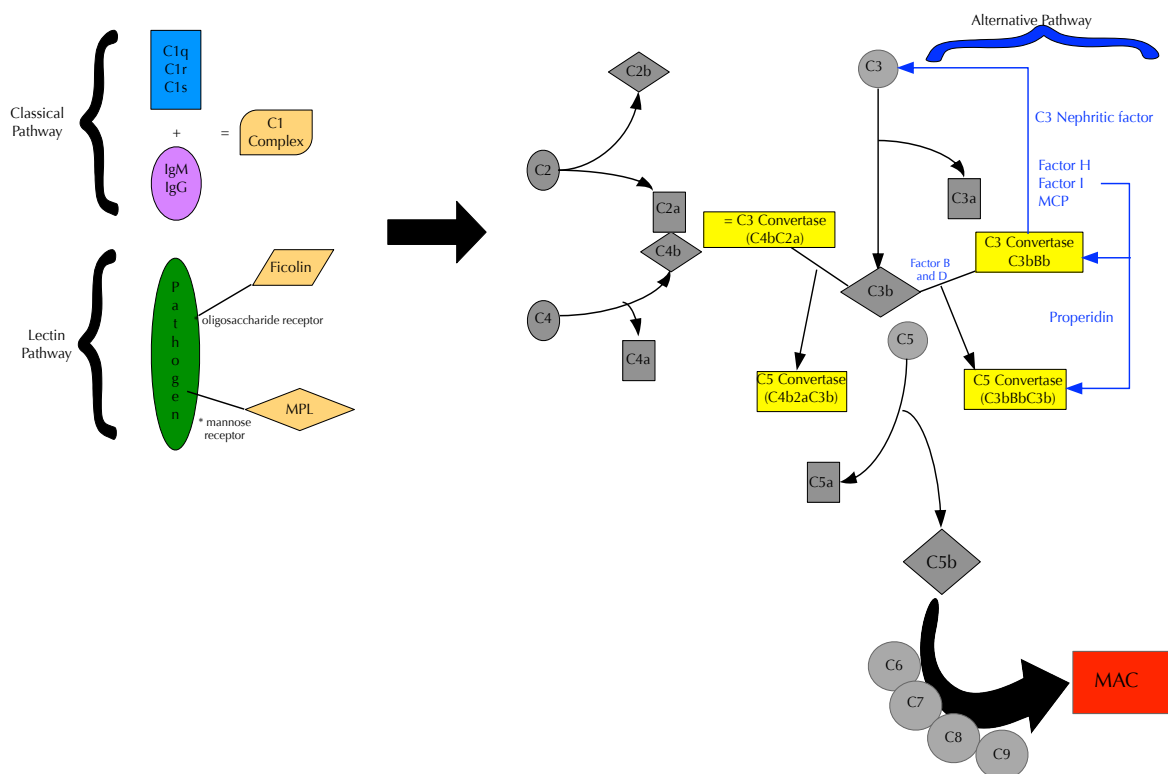 Classical
Pathway
C1q
C1r
C1s
+
IgM
IgG
=
C1
Complex
Lectin
Pathway
Pathogen
Ficolin
* oligosaccharide receptor
MPL
* mannose
receptor
C2b
C2
C2a
C4b
C4
C4a
= C3 Convertase
(C4bC2a)
Alternative Pathway
C3
C3 Nephritic factor
Factor H
Factor I
MCP
C3a
C3 Convertase
C3bBb
Factor B
and D
C3b
Properidin
C5
C5 Convertase
(C4b2aC3b)
C5 Convertase
(C3bBbC3b)
C5a
C5b
C6
C7
C8
C9
MAC